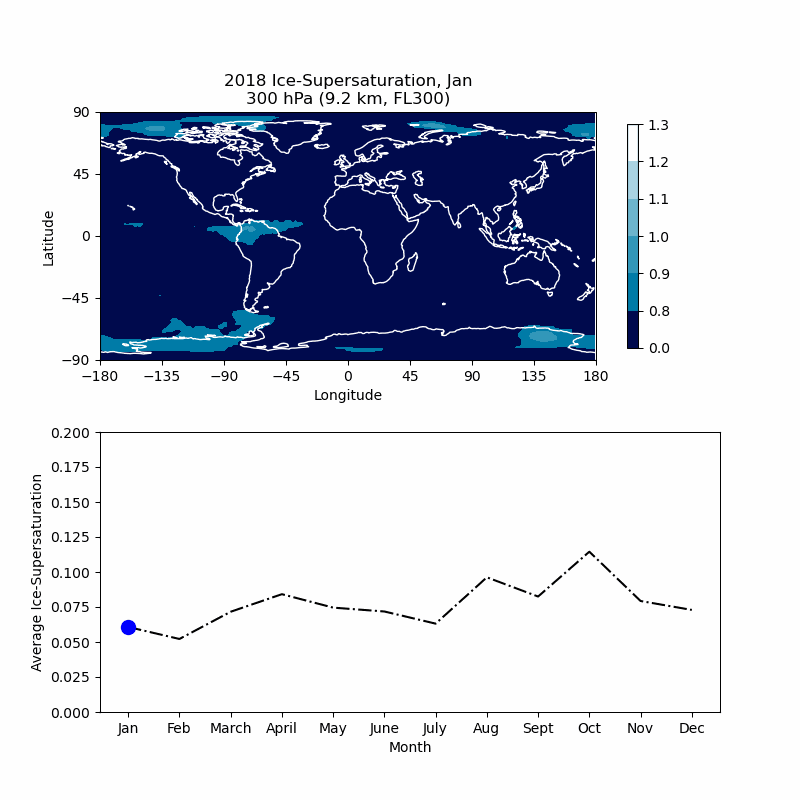 2018 Ice-Supersaturation, Jan
300 hPa (9.2 km, FL300)
90
45
0
−45
−90
Latitude
−180 −135 −90 −45 0 45 90 135 180
Longitude
1.3
1.2
1.1
1.0
0.9
0.8
0.0
0.200
0.175
0.150
0.125
0.100
0.075
0.050
0.025
0.000
Average Ice-Supersaturation
Jan Feb March April May June July Aug Sept Oct Nov Dec
Month